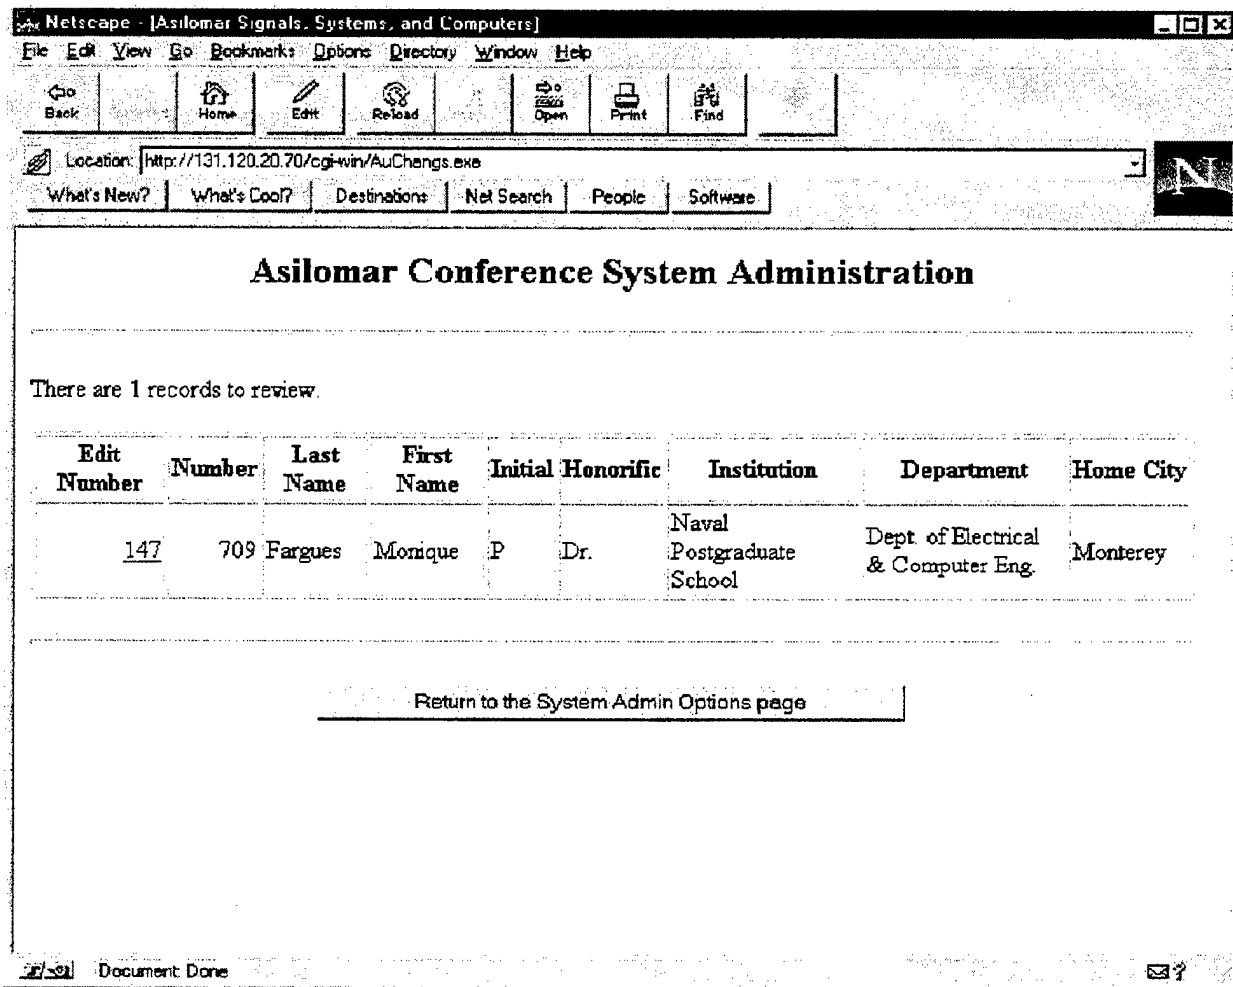 Netscape - [Asilomar Signals, Systems, and Computers]
File Edit View Go Bookmarks Options Directory Window Help
Back Home Edit Reload Open Print Find
Location: http://131.120.20.70/cgi-win/AuChangs.exe
N
What's New? What's Cool? Destinations Net Search People Software
Asilomar Conference System Administration
There are 1 records to review.
Edit Number Number Last Name First Name Initial Honorific Institution Department Home City
147 709 Fargues Monique P Dr. Naval Postgraduate School Dept. of Electrical & Computer Eng. Monterey
Return to the System Admin Options page
Document: Done
?